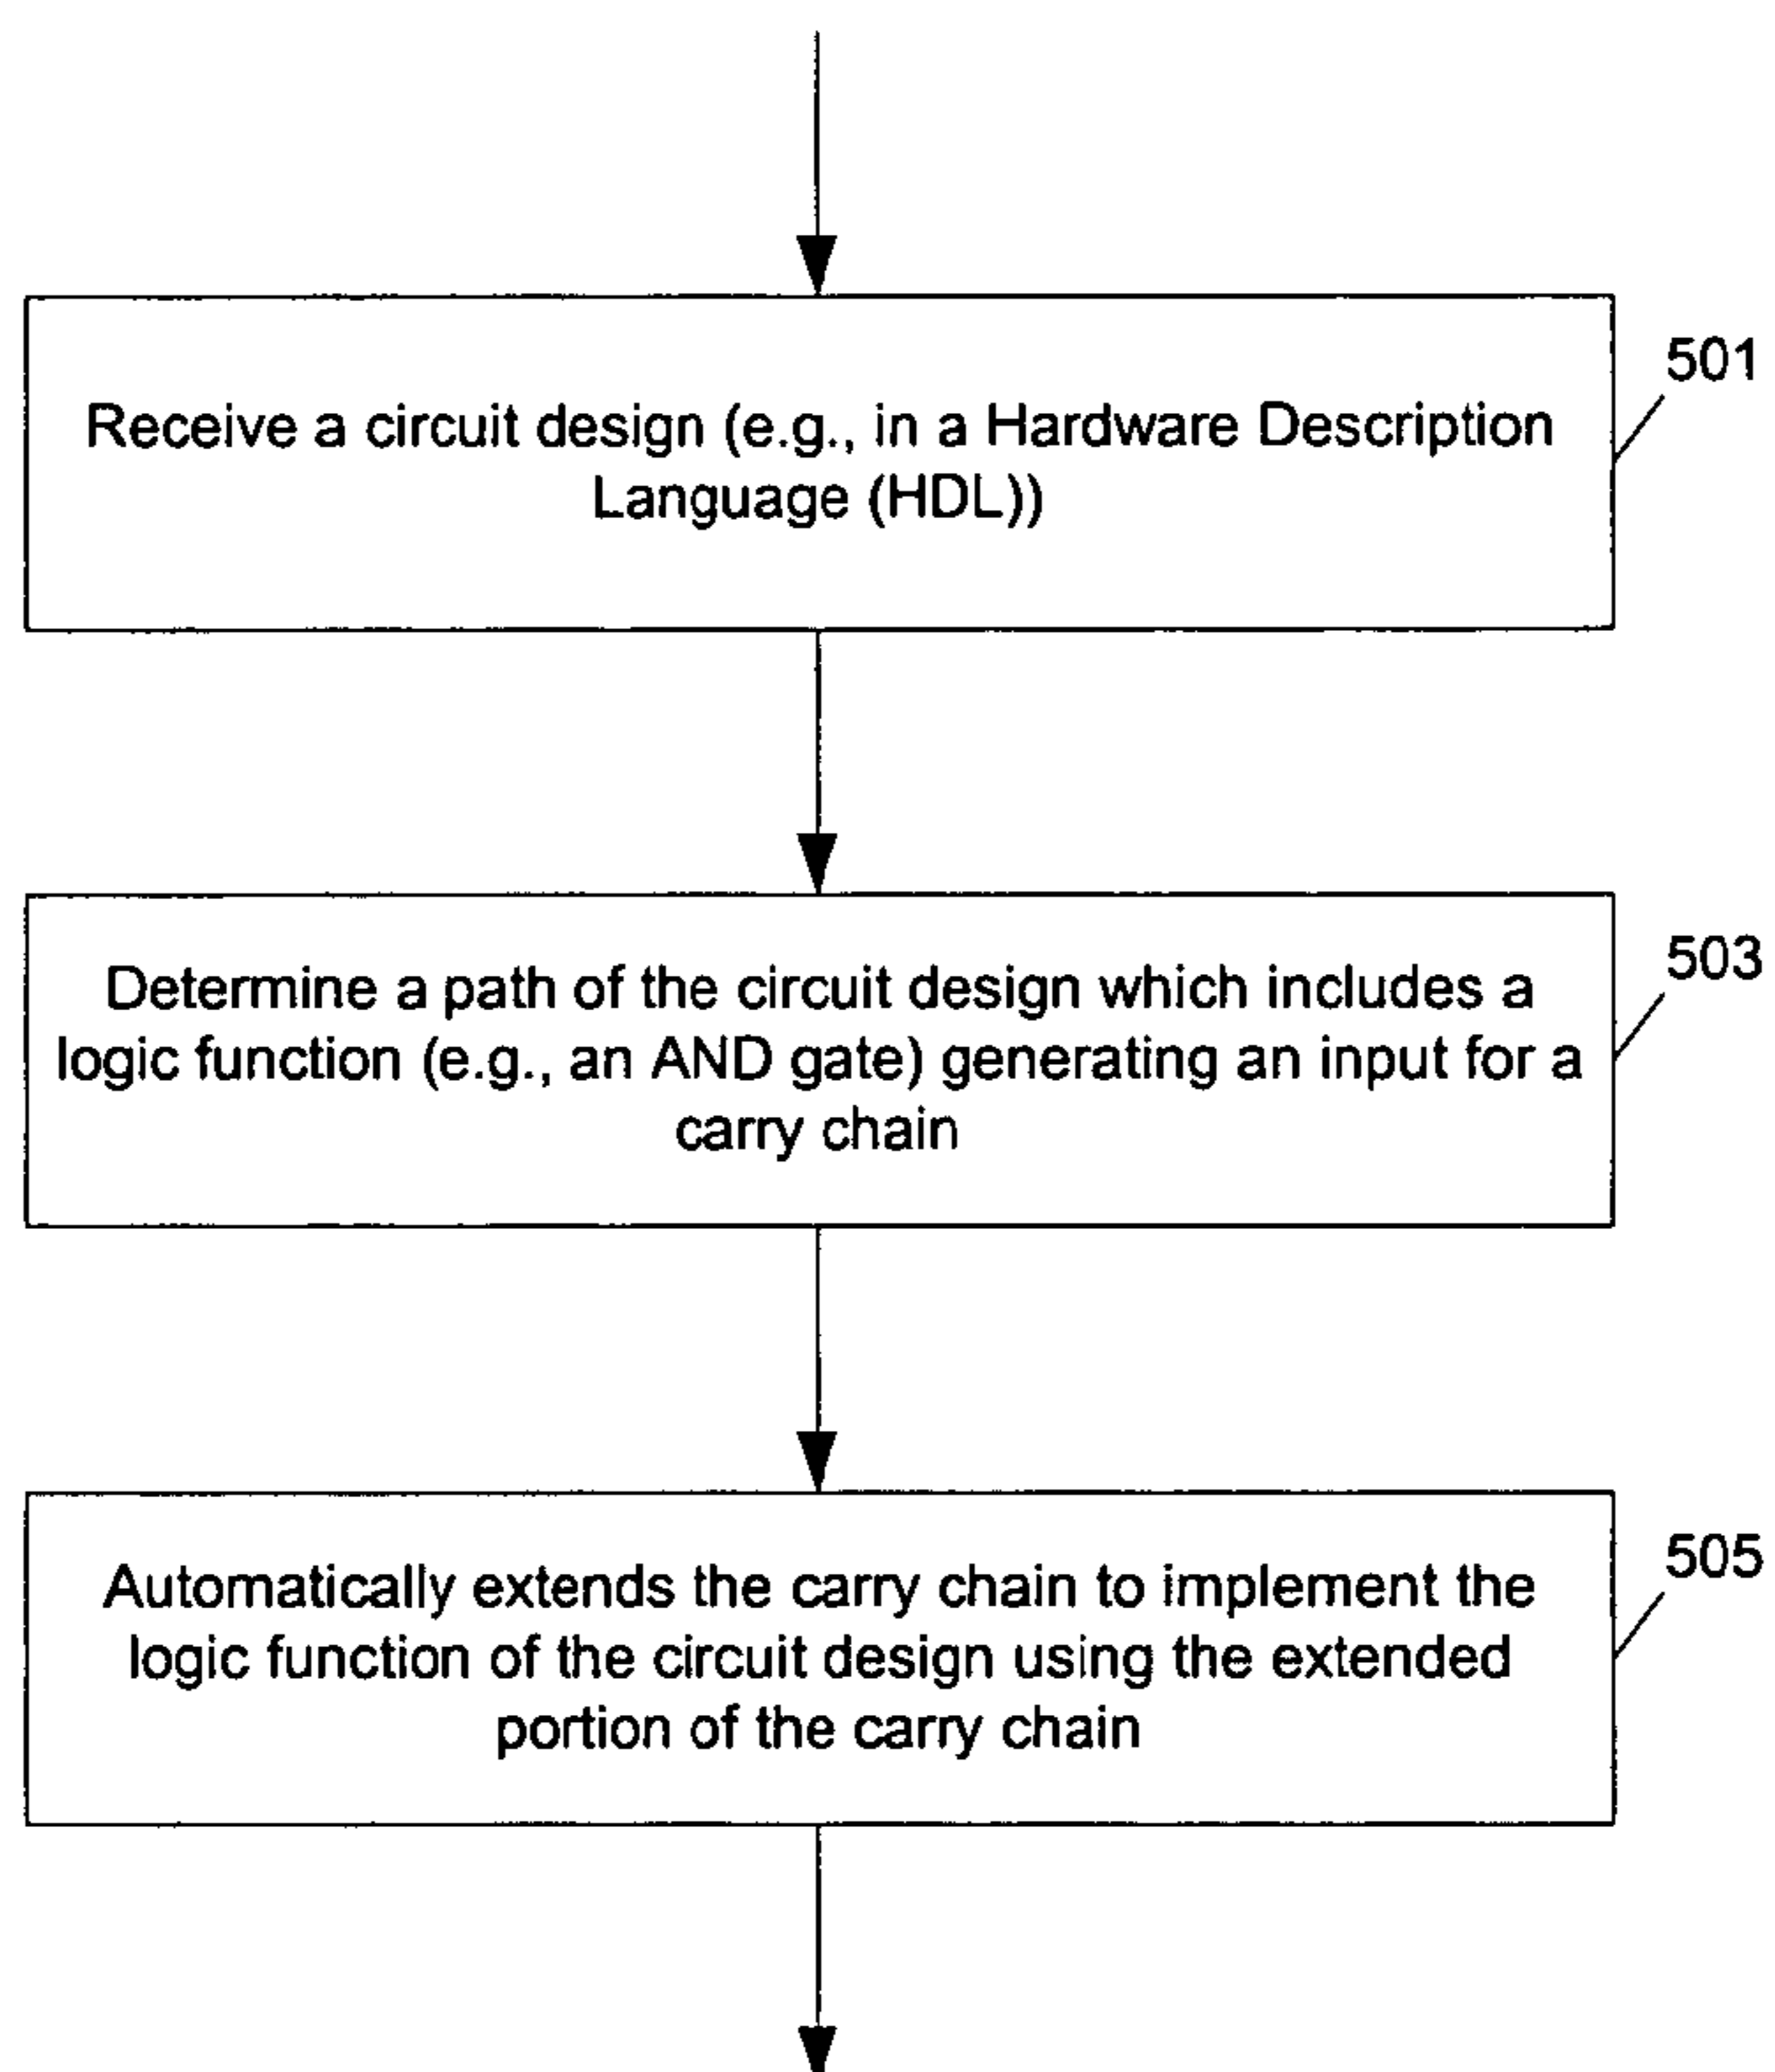 501
Receive a circuit design (e.g., in a Hardware Description
Language (HDL))
503
Determine a path of the circuit design which includes a
logic function (e.g., an AND gate) generating an input for a
carry chain
505
Automatically extends the carry chain to implement the
logic function of the circuit design using the extended
portion of the carry chain